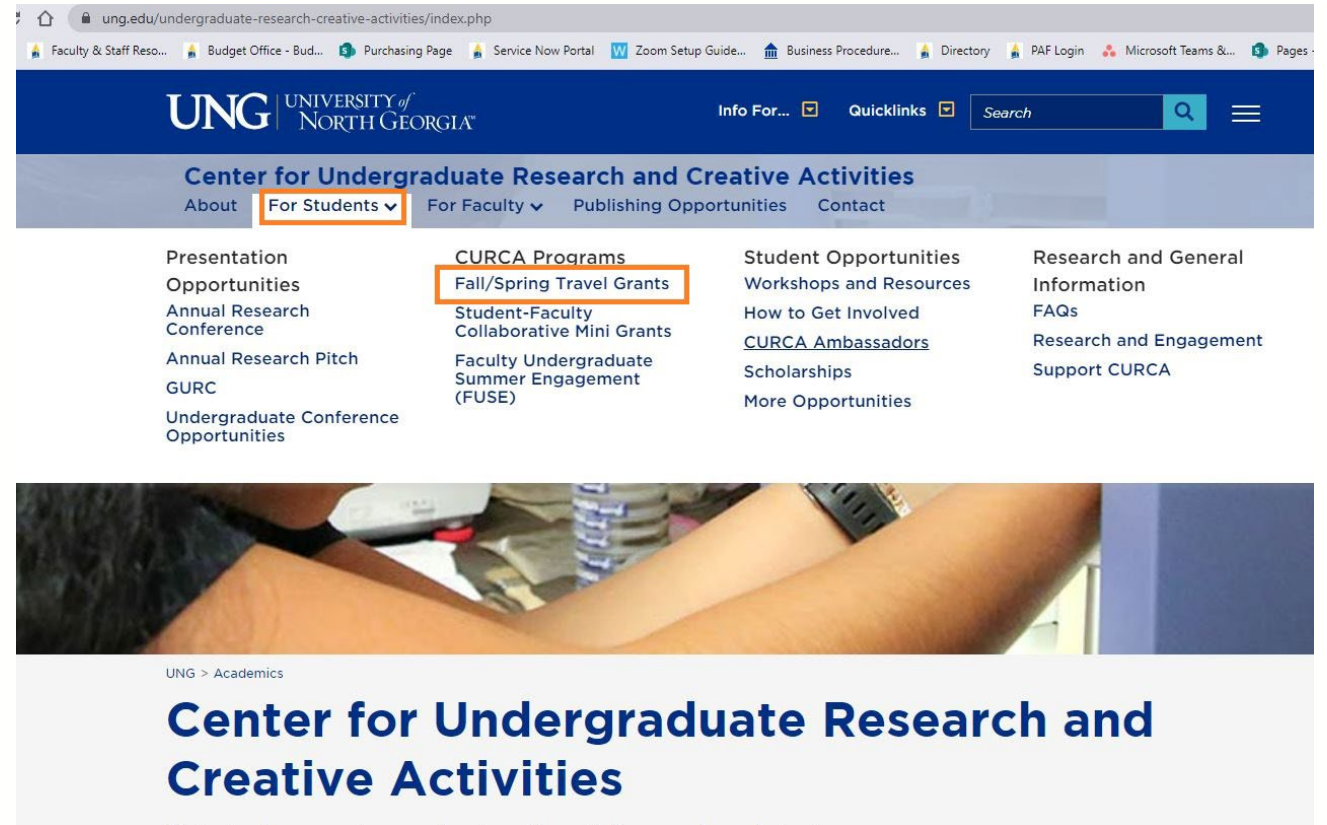 ung.edu/undergraduate-research-creative-activities/index.php
Faculty & Staff Reso... Budget Office - Bud... Purchasing Page Service Now Portal Zoom Setup Guide... Business Procedure... Directory PAF Login Microsoft Teams &... Pages -
UNG UNIVERSITY of NORTH GEORGIA™
Info For... Quicklinks Search
Center for Undergraduate Research and Creative Activities
About For Students For Faculty Publishing Opportunities Contact
Presentation
Opportunities
Annual Research
Conference
Annual Research Pitch
GURC
Undergraduate Conference
Opportunities
CURCA Programs
Fall/Spring Travel Grants
Student-Faculty
Collaborative Mini Grants
Faculty Undergraduate
Summer Engagement
(FUSE)
Student Opportunities
Workshops and Resources
How to Get Involved
CURCA Ambassadors
Scholarships
More Opportunities
Research and General
Information
FAQs
Research and Engagement
Support CURCA
UNG > Academics
Center for Undergraduate Research and
Creative Activities